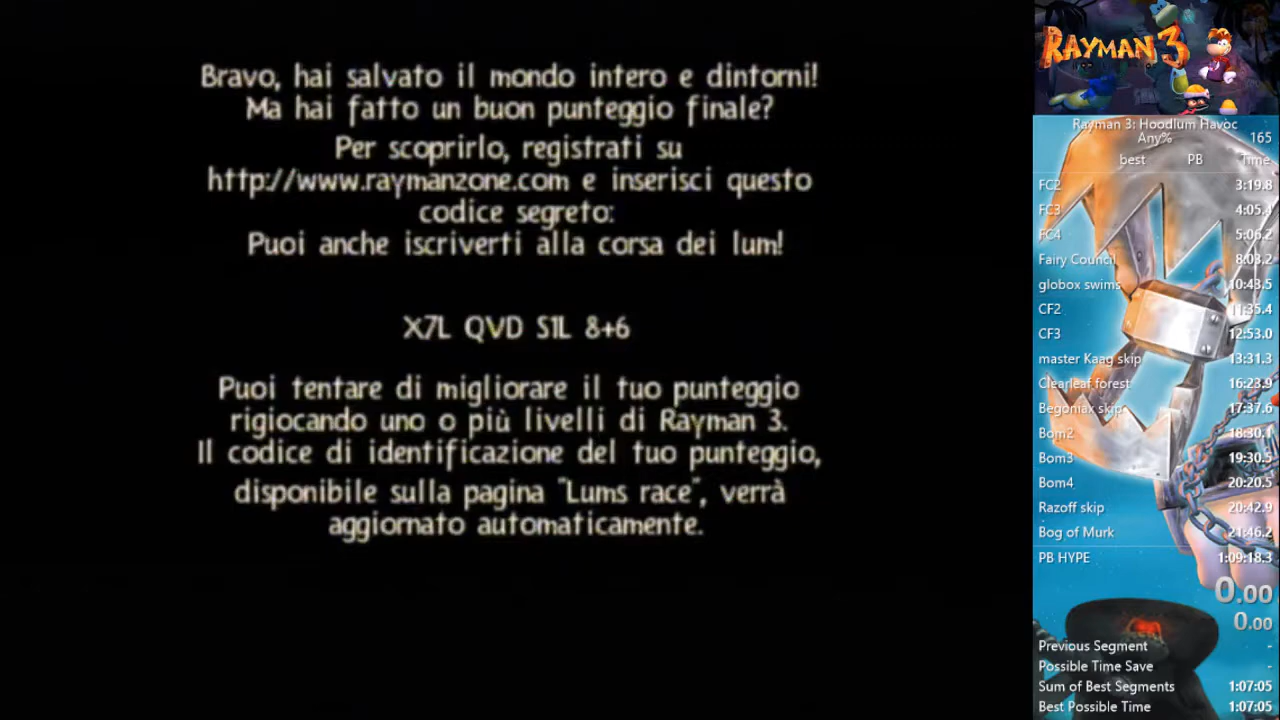 Bravo, hai salvato il mondo intero e dintorni!
Ma hai fatto un buon punteggio finale?
Per scoprirlo, registrati su
http://www.raymanzone.com e inserisci questo
codice segreto:
Puoi anche iscriverti alla corsa dei lum!
X7L QVD S1L 8+6
Puoi tentare di migliorare il tuo punteggio
rigiocando uno o più livelli di Rayman 3.
Il codice di identificazione del tuo punteggio,
disponibile sulla pagina "Lums race", verrà
aggiornato automaticamente.
RAYMAN 3
Rayman 3: Hoodlum Havoc
Any% 165
best PB Time
FC2 3:19.8
FC3 4:05.4
FC4 5:06.2
Fairy Council 8:03.2
globox swims 10:43.5
CF2 11:35.4
CF3 12:53.0
master Kaag skip 13:31.3
Clearleaf forest 16:23.9
Begoniax skip 17:37.6
Bom2 18:30.1
Bom3 19:30.5
Bom4 20:20.5
Razoff skip 20:42.9
Bog of Murk 21:46.2
PB HYPE 1:09:18.3
0.00
0.00
Previous Segment -
Possible Time Save -
Sum of Best Segments 1:07:05
Best Possible Time 1:07:05